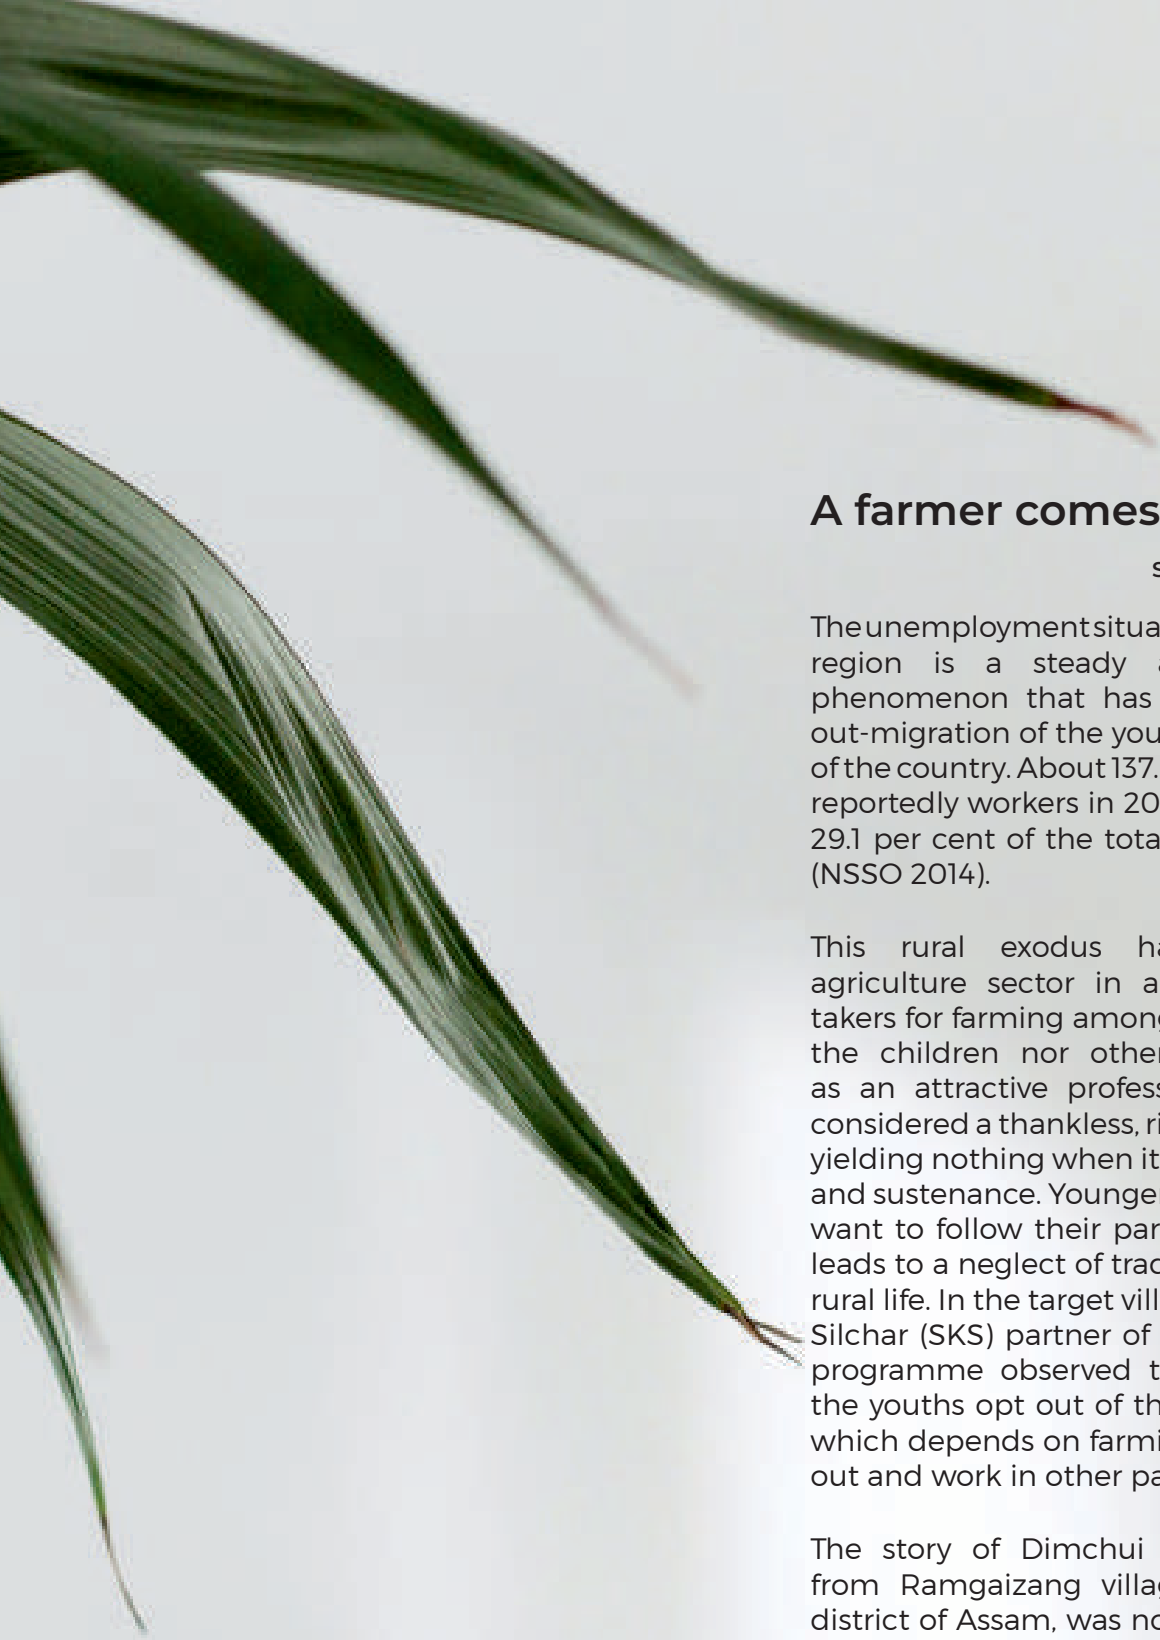 A farmer comes
s
The unemployment situa
region is a steady a
phenomenon that has
out-migration of the you
of the country. About 137.
reportedly workers in 20
29.1 per cent of the tota
(NSSO 2014).
This rural exodus ha
agriculture sector in a
takers for farming among
the children nor other
as an attractive profess
considered a thankless, ri
yielding nothing when it
and sustenance. Younger
want to follow their par
leads to a neglect of trad
rural life. In the target vill
Silchar (SKS) partner of
programme observed t
the youths opt out of th
which depends on farmi
out and work in other pa
The story of Dimchui
from Ramgaizang villag
district of Assam, was no